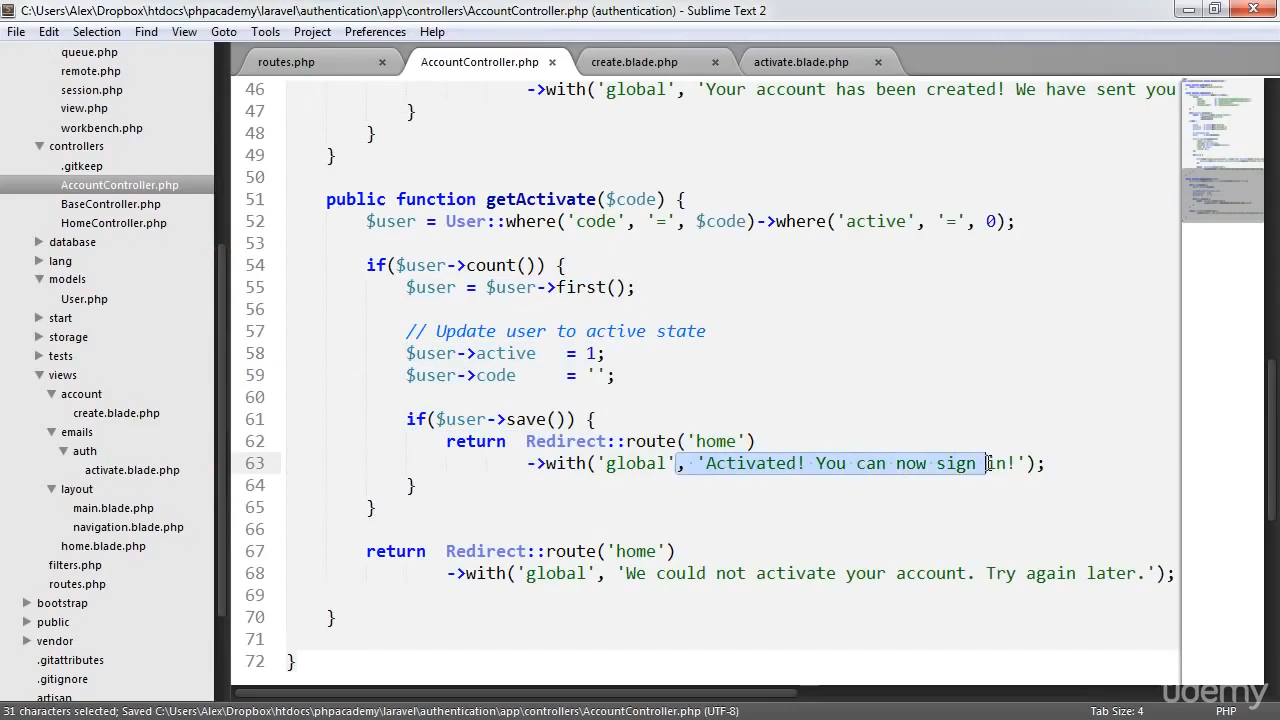 C:\Users\Alex\Dropbox\htdocs\phpacademy\laravel\authentication\app\controllers\AccountController.php (authentication) - Sublime Text 2
File Edit Selection Find View Goto Tools Project Preferences Help
queue.php
remote.php
session.php
view.php
workbench.php
controllers
.gitkeep
AccountController.php
BaseController.php
HomeController.php
database
lang
models
User.php
start
storage
tests
views
account
create.blade.php
emails
auth
activate.blade.php
layout
main.blade.php
navigation.blade.php
home.blade.php
filters.php
routes.php
bootstrap
public
vendor
.gitattributes
.gitignore
artisan
routes.php × AccountController.php × create.blade.php × activate.blade.php ×
46 ->with('global', 'Your account has been created! We have sent you
47 }
48 }
49 }
50
51 public function getActivate($code) {
52 $user = User::where('code', '=', $code)->where('active', '=', 0);
53
54 if($user->count()) {
55 $user = $user->first();
56
57 // Update user to active state
58 $user->active = 1;
59 $user->code = '';
60
61 if($user->save()) {
62 return Redirect::route('home')
63 ->with('global', 'Activated! You can now sign in!');
64 }
65 }
66
67 return Redirect::route('home')
68 ->with('global', 'We could not activate your account. Try again later.');
69
70 }
71
72 }
udemy
31 characters selected; Saved C:\Users\Alex\Dropbox\htdocs\phpacademy\laravel\authentication\app\controllers\AccountController.php (UTF-8) Tab Size: 4 PHP